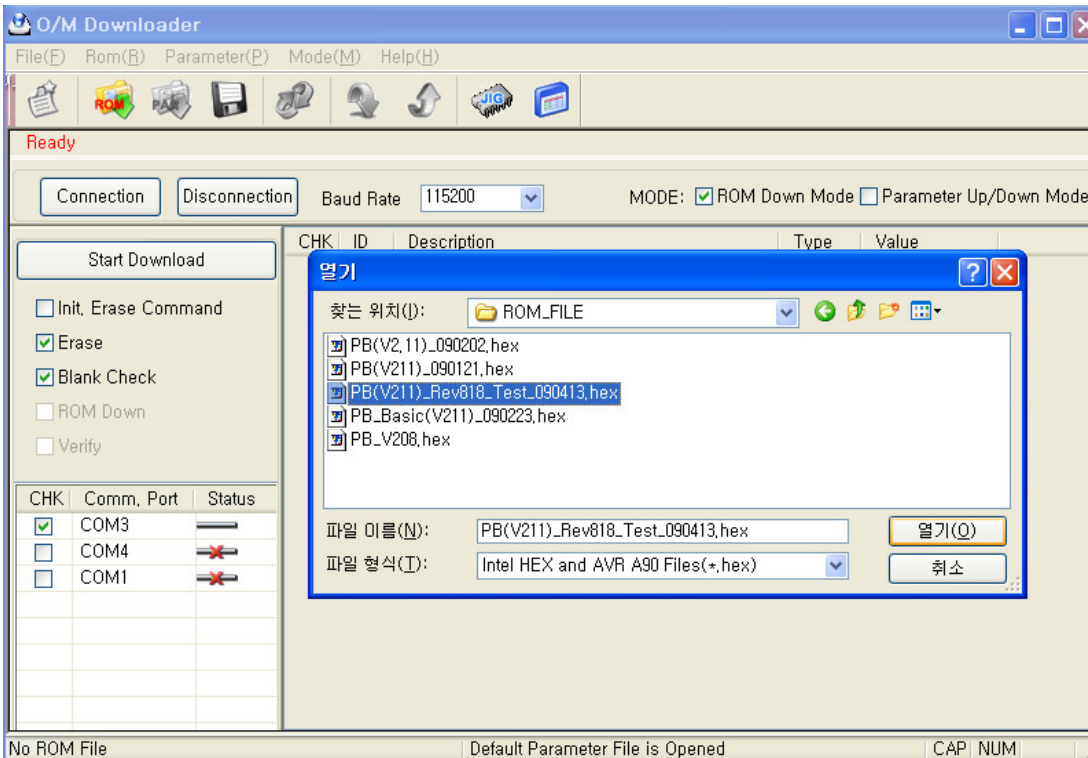 O/M Downloader
File(F) Rom(R) Parameter(P) Mode(M) Help(H)
ROM PAR JIG
Ready
Connection Disconnection Baud Rate 115200 MODE: ROM Down Mode Parameter Up/Down Mode
Start Download
Init, Erase Command
Erase
Blank Check
ROM Down
Verify
CHK Comm, Port Status
COM3
COM4
COM1
CHK ID Description Type Value
열기
찾는 위치(I): ROM_FILE
PB(V2,11)_090202,hex
PB(V211)_090121,hex
PB(V211)_Rev818_Test_090413,hex
PB_Basic(V211)_090223,hex
PB_V208,hex
파일 이름(N): PB(V211)_Rev818_Test_090413,hex 열기(O)
파일 형식(T): Intel HEX and AVR A90 Files(*,hex) 취소
No ROM File Default Parameter File is Opened CAP NUM